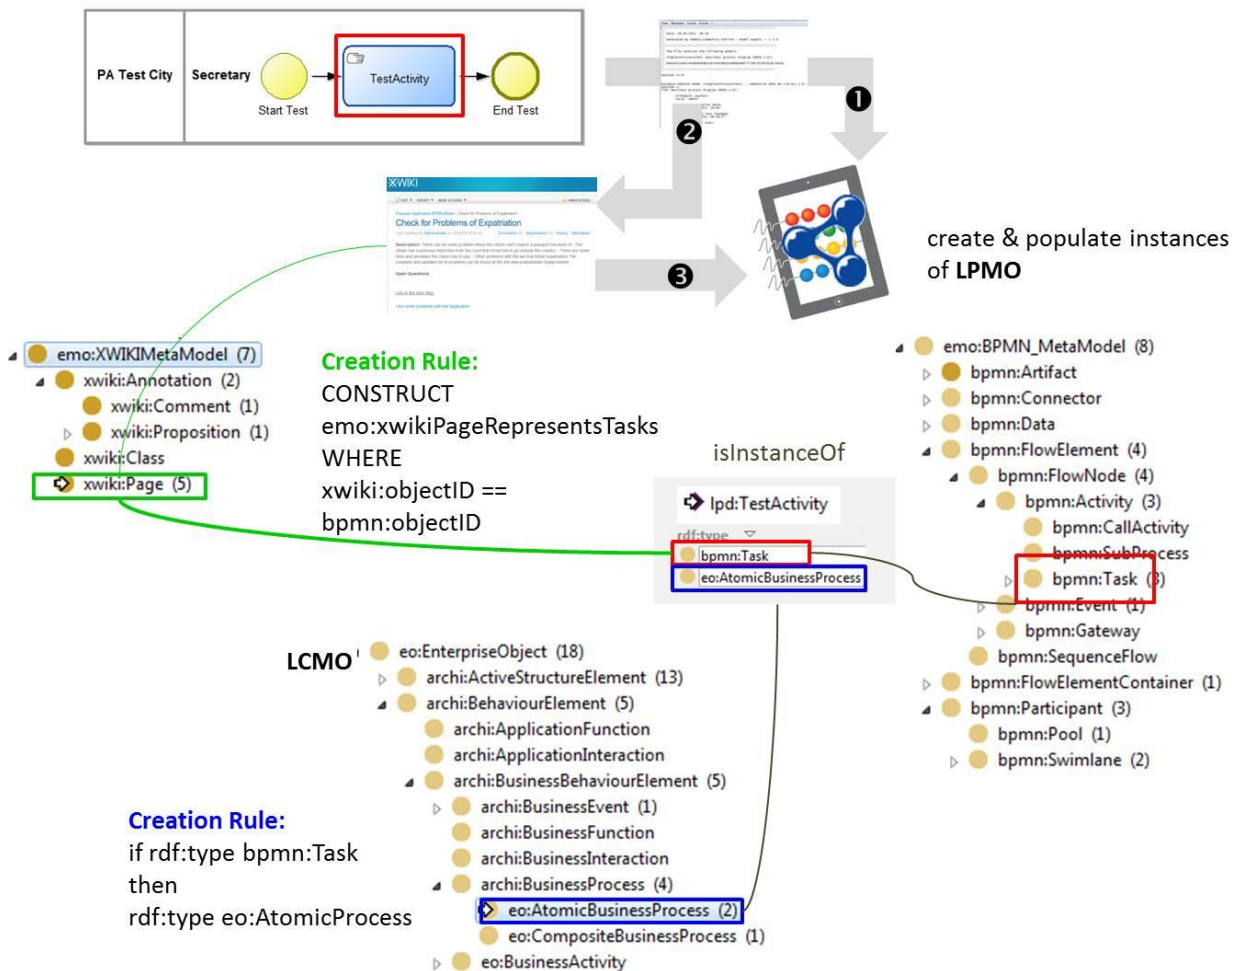 PA Test City
Secretary
Start Test
TestActivity
End Test
❶
❷
XWIKI
Check for Problems of Expatriation
Description:
Open Questions
❸
create & populate instances
of LPMO
emo:XWIKIMetaModel (7)
xwiki:Annotation (2)
xwiki:Comment (1)
xwiki:Proposition (1)
xwiki:Class
xwiki:Page (5)
Creation Rule:
CONSTRUCT
emo:xwikiPageRepresentsTasks
WHERE
xwiki:objectID ==
bpmn:objectID
isInstanceOf
lpd:TestActivity
rdf:type
bpmn:Task
eo:AtomicBusinessProcess
emo:BPMN_MetaModel (8)
bpmn:Artifact
bpmn:Connector
bpmn:Data
bpmn:FlowElement (4)
bpmn:FlowNode (4)
bpmn:Activity (3)
bpmn:CallActivity
bpmn:SubProcess
bpmn:Task (3)
bpmn:Event (1)
bpmn:Gateway
bpmn:SequenceFlow
bpmn:FlowElementContainer (1)
bpmn:Participant (3)
bpmn:Pool (1)
bpmn:Swimlane (2)
LCMO
eo:EnterpriseObject (18)
archi:ActiveStructureElement (13)
archi:BehaviourElement (5)
archi:ApplicationFunction
archi:ApplicationInteraction
archi:BusinessBehaviourElement (5)
archi:BusinessEvent (1)
archi:BusinessFunction
archi:BusinessInteraction
archi:BusinessProcess (4)
eo:AtomicBusinessProcess (2)
eo:CompositeBusinessProcess (1)
eo:BusinessActivity
Creation Rule:
if rdf:type bpmn:Task
then
rdf:type eo:AtomicProcess